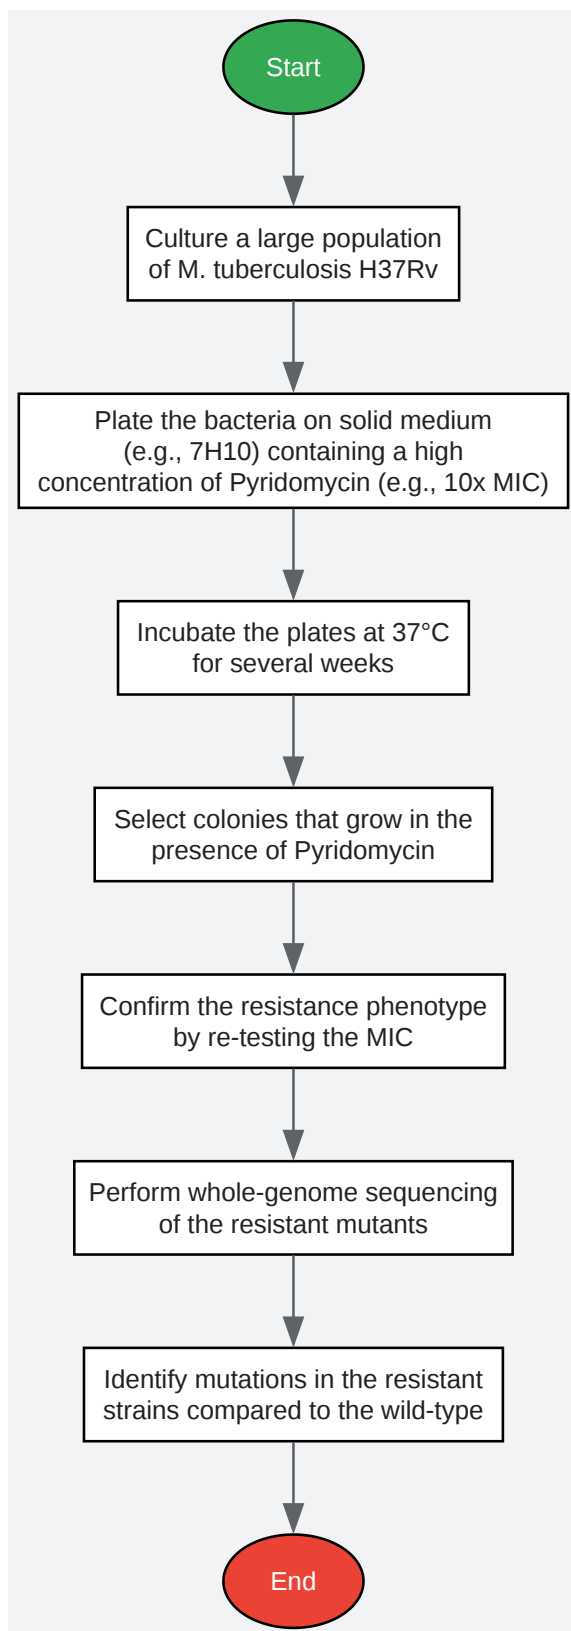 Start
Culture a large population
of M. tuberculosis H37Rv
Plate the bacteria on solid medium
(e.g., 7H10) containing a high
concentration of Pyridomycin (e.g., 10x MIC)
Incubate the plates at 37°C
for several weeks
Select colonies that grow in the
presence of Pyridomycin
Confirm the resistance phenotype
by re-testing the MIC
Perform whole-genome sequencing
of the resistant mutants
Identify mutations in the resistant
strains compared to the wild-type
End